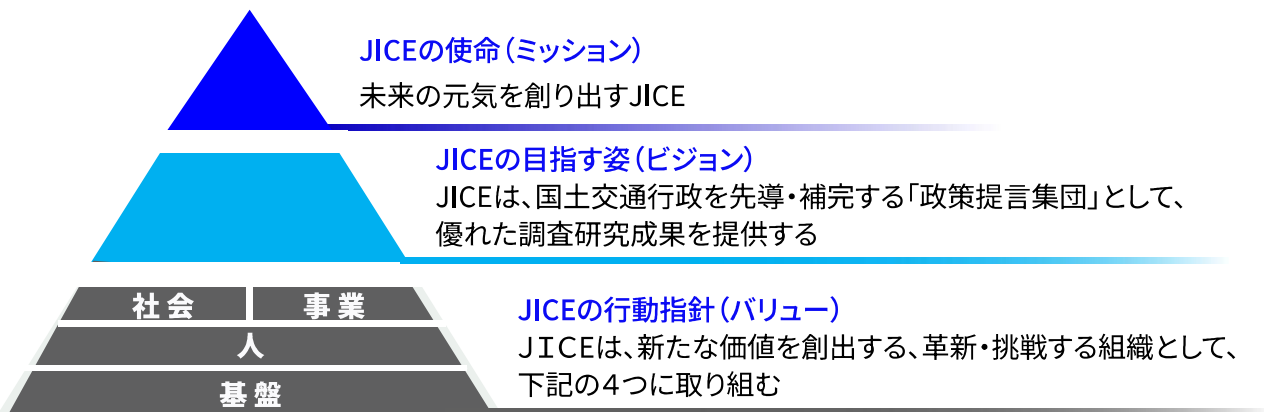 JICEの使命（ミッション）
未来の元気を創り出すJICE
JICEの目指す姿（ビジョン）
JICEは、国土交通行政を先導・補完する「政策提言集団」として、
優れた調査研究成果を提供する
社会 事業
人
基盤
JICEの行動指針（バリュー）
ＪＩＣＥは、新たな価値を創出する、革新・挑戦する組織として、
下記の４つに取り組む